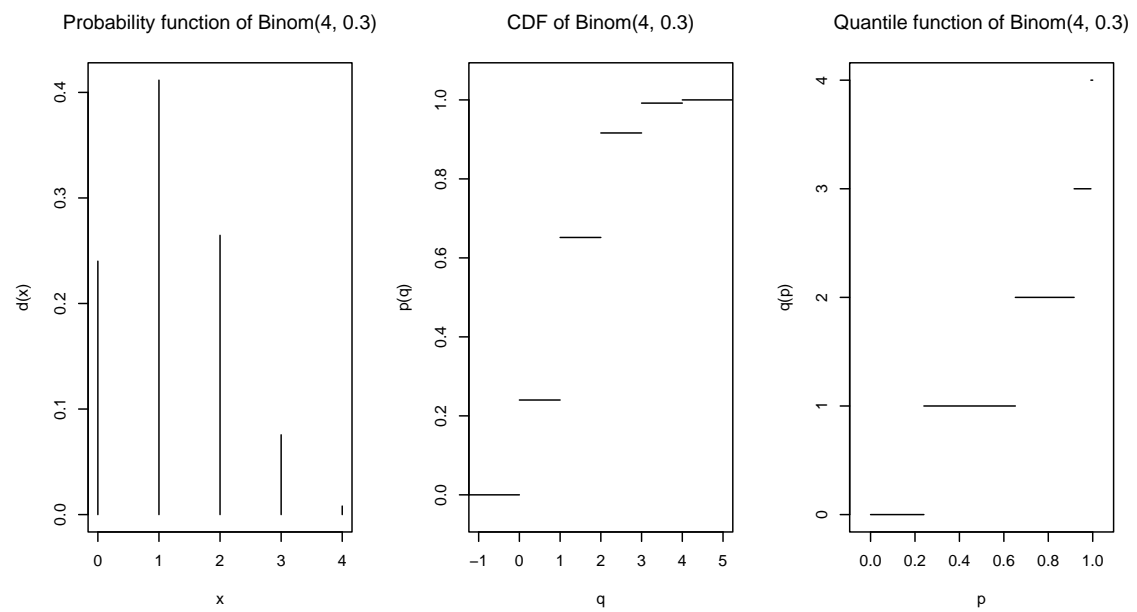 Probability function of Binom(4, 0.3)
d(x)
0.4
0.3
0.2
0.1
0.0
0 1 2 3 4
x
CDF of Binom(4, 0.3)
p(q)
1.0
0.8
0.6
0.4
0.2
0.0
−1 0 1 2 3 4 5
q
Quantile function of Binom(4, 0.3)
q(p)
4
3
2
1
0
0.0 0.2 0.4 0.6 0.8 1.0
p